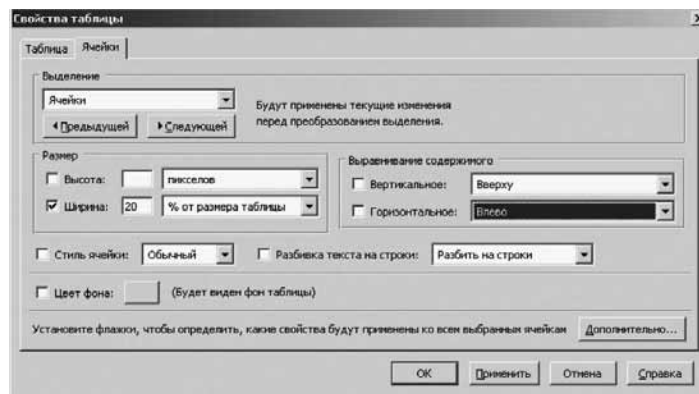 Свойства таблицы
Таблица Ячейки
Выделение
Ячейки
Предыдущей Следующей
Будут применены текущие изменения
перед преобразованием выделения.
Размер
Высота: пикселов
Ширина: 20 % от размера таблицы
Выравнивание содержимого
Вертикальное: Вверху
Горизонтальное: Влево
Стиль ячейки: Обычный Разбивка текста на строки: Разбить на строки
Цвет фона: (Будет виден фон таблицы)
Установите флажки, чтобы определить, какие свойства будут применены ко всем выбранным ячейкам Дополнительно...
ОК Применить Отмена Справка